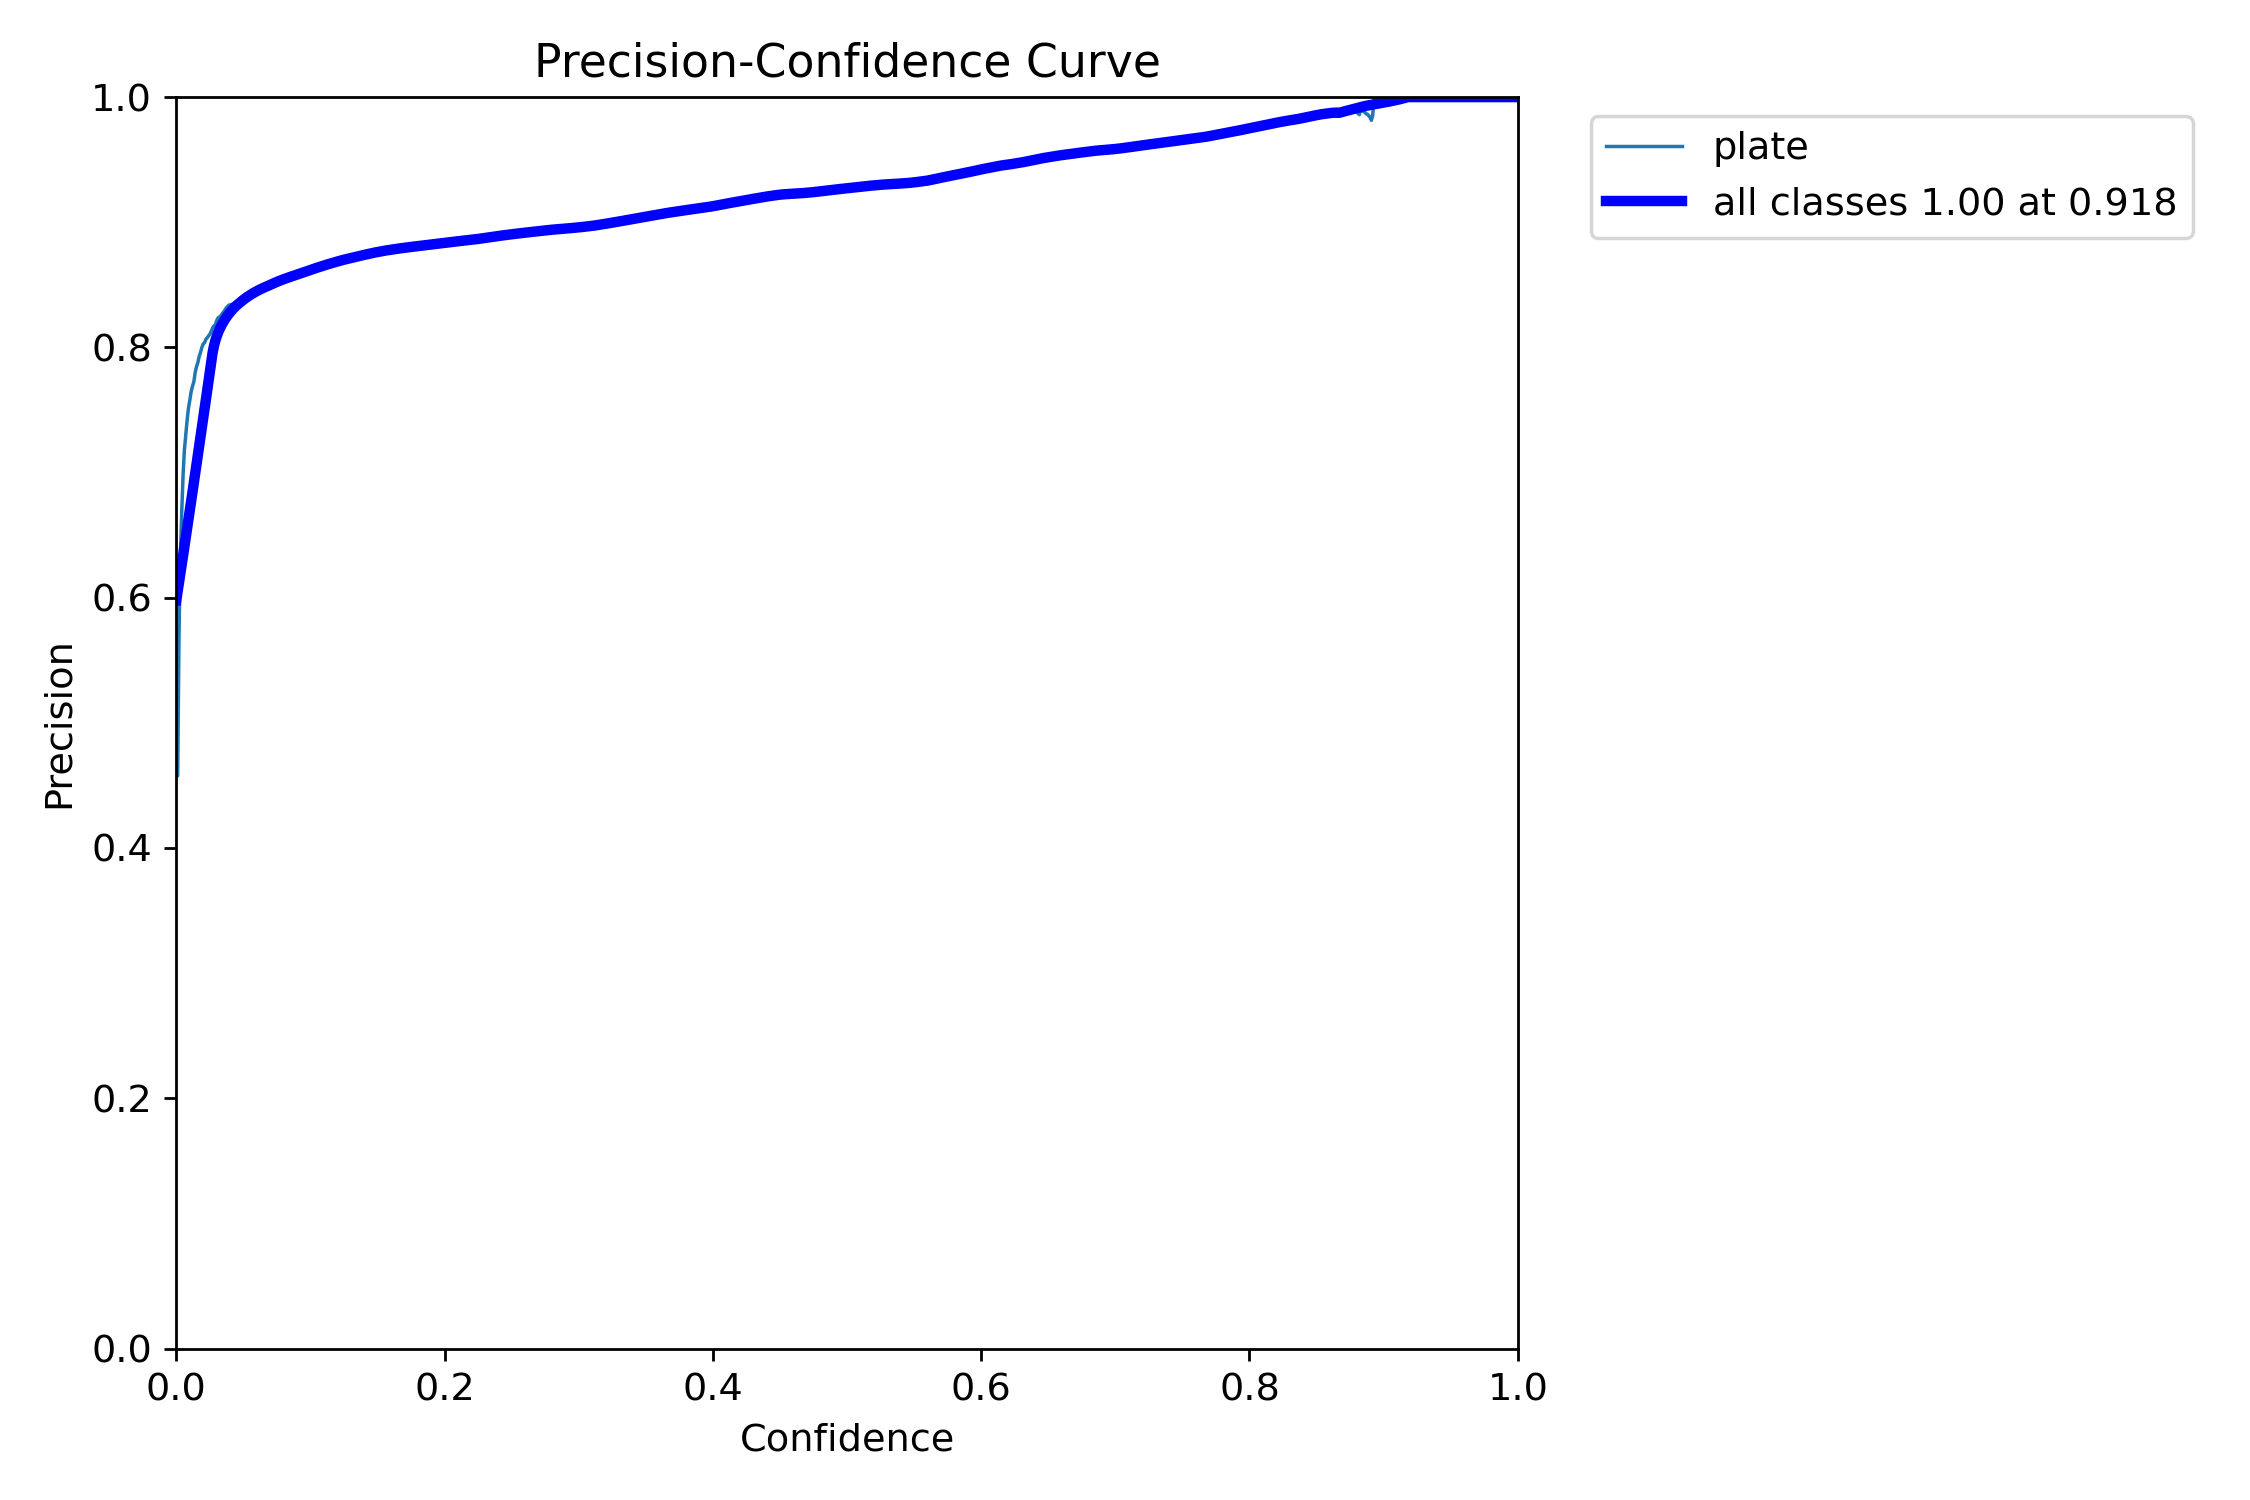 Precision-Confidence Curve
1.0
0.8
0.6
0.4
0.2
0.0
Precision
0.0 0.2 0.4 0.6 0.8 1.0
Confidence
plate
all classes 1.00 at 0.918